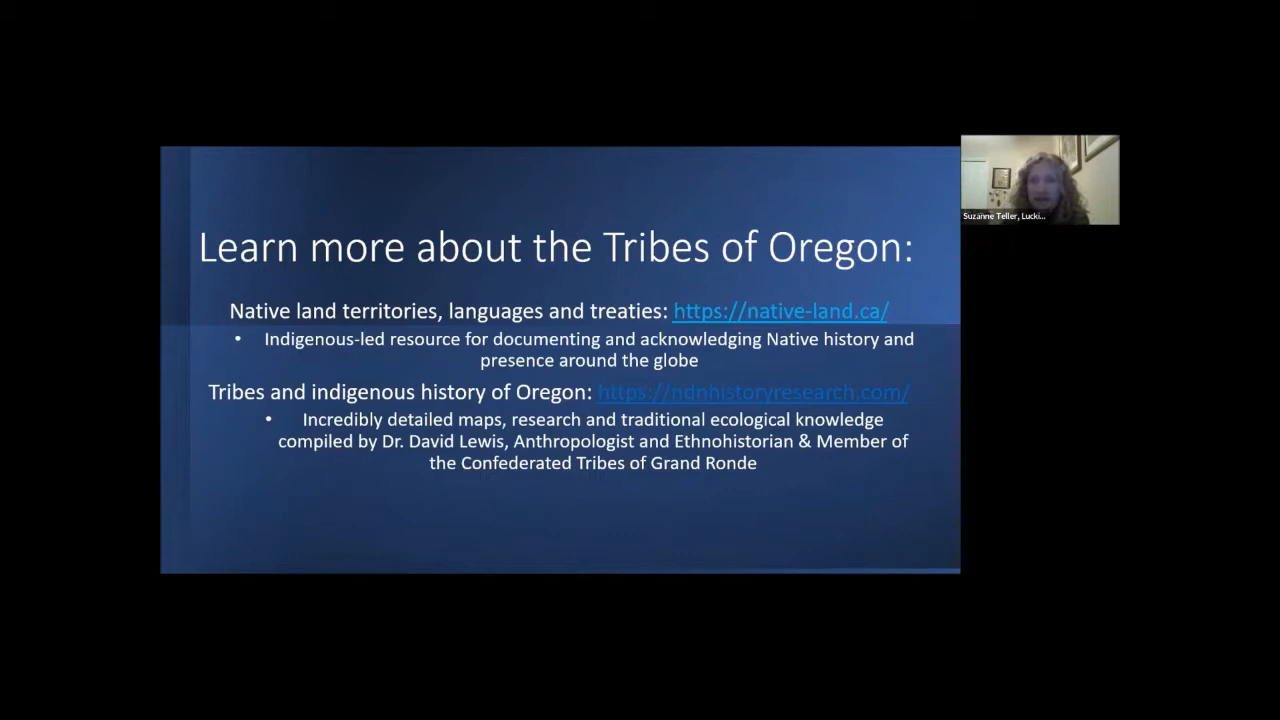 Learn more about the Tribes of Oregon:
Native land territories, languages and treaties: https://native-land.ca/
• Indigenous-led resource for documenting and acknowledging Native history and
presence around the globe
Tribes and indigenous history of Oregon: https://ndnhistoryresearch.com/
• Incredibly detailed maps, research and traditional ecological knowledge
compiled by Dr. David Lewis, Anthropologist and Ethnohistorian & Member of
the Confederated Tribes of Grand Ronde
Suzanne Teller, Lucki...